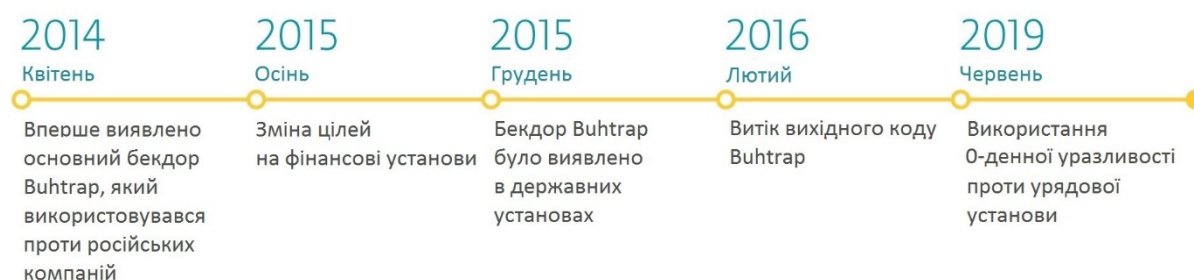 2014
Квітень
Вперше виявлено
основний бекдор
Buhtrap, який
використовувався
проти російських
компаній
2015
Осінь
Зміна цілей
на фінансові установи
2015
Грудень
Бекдор Buhtrap
було виявлено
в державних
установах
2016
Лютий
Витік вихідного коду
Buhtrap
2019
Червень
Використання
0-денної уразливості
проти урядової
установи